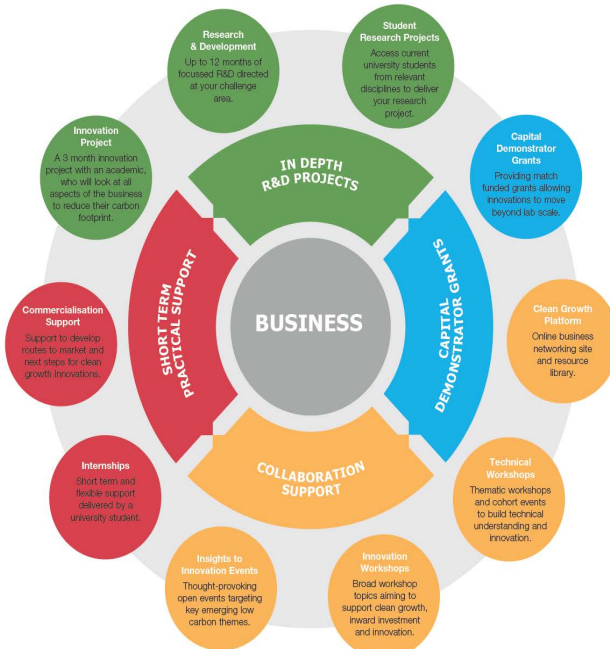 Research
& Development
Up to 12 months of
focussed R&D directed
at your challenge
area.
Student
Research Projects
Access current
university students
from relevant
disciplines to deliver
your research
project.
Innovation
Project
A 3 month innovation
project with an academic,
who will look at all
aspects of the business
to reduce their carbon
footprint.
Capital
Demonstrator
Grants
Providing match
funded grants allowing
innovations to move
beyond lab scale.
IN DEPTH
R&D PROJECTS
SHORT TERM
PRACTICAL SUPPORT
BUSINESS
CAPITAL
DEMONSTRATOR GRANTS
COLLABORATION
SUPPORT
Commercialisation
Support
Support to develop
routes to market and
next steps for clean
growth innovations.
Clean Growth
Platform
Online business
networking site
and resource
library.
Internships
Short term and
flexible support
delivered by a
university student.
Technical
Workshops
Thematic workshops
and cohort events
to build technical
understanding and
innovation.
Insights to
Innovation Events
Thought-provoking
open events targeting
key emerging low
carbon themes.
Innovation
Workshops
Broad workshop
topics aiming to
support clean growth,
inward investment
and innovation.